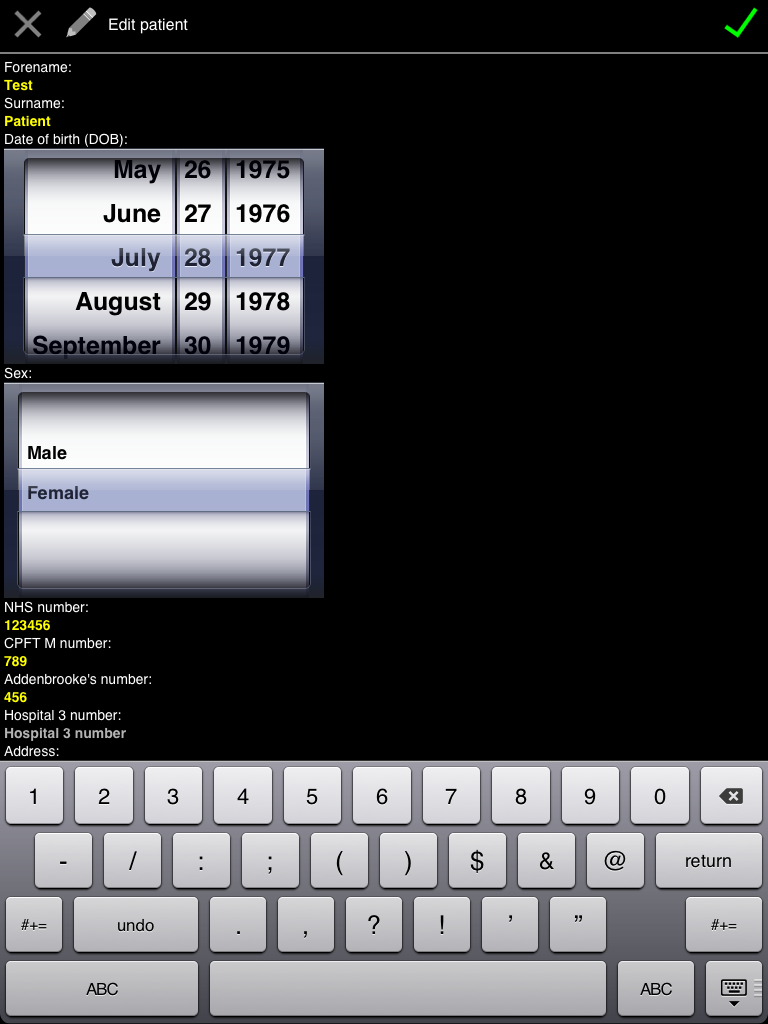 Edit patient
Forename:
Test
Surname:
Patient
Date of birth (DOB):
May 26 1975
June 27 1976
July 28 1977
August 29 1978
September 30 1979
Sex:
Male
Female
NHS number:
123456
CPFT M number:
789
Addenbrooke's number:
456
Hospital 3 number:
Hospital 3 number
Address:
1 2 3 4 5 6 7 8 9 0
- / : ; ( ) $ & @ return
#+= undo . , ? ! ’ ” #+=
ABC ABC